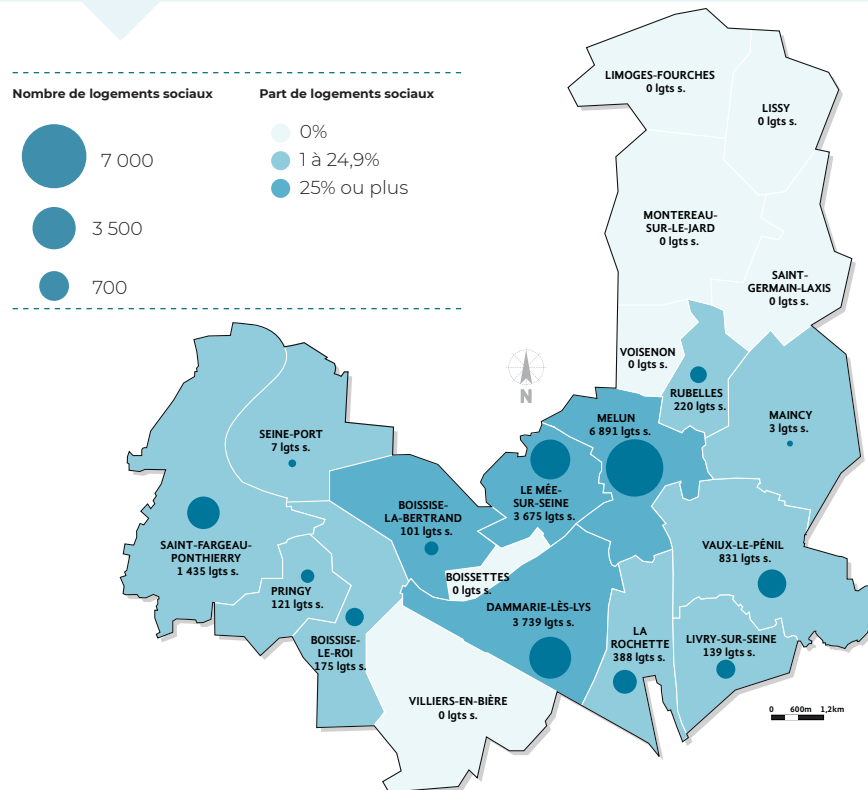 Nombre de logements sociaux
7 000
3 500
700
Part de logements sociaux
0%
1 à 24,9%
25% ou plus
LIMOGES-FOURCHES
0 lgts s.
LISSY
0 lgts s.
MONTEREAU-
SUR-LE-JARD
0 lgts s.
SAINT-
GERMAIN-LAXIS
0 lgts s.
VOISENON
0 lgts s.
RUBELLES
220 lgts s.
MAINCY
3 lgts s.
N
MELUN
6 891 lgts s.
SEINE-PORT
7 lgts s.
LE MÉE-
SUR-SEINE
3 675 lgts s.
BOISSISE-
LA-BERTRAND
101 lgts s.
SAINT-FARGEAU-
PONTHIERRY
1 435 lgts s.
VAUX-LE-PÉNIL
831 lgts s.
BOISSETTES
0 lgts s.
PRINGY
121 lgts s.
DAMMARIE-LÈS-LYS
3 739 lgts s.
BOISSISE-
LE-ROI
175 lgts s.
LA
ROCHETTE
388 lgts s.
LIVRY-SUR-SEINE
139 lgts s.
VILLIERS-EN-BIÈRE
0 lgts s.
0 600m 1,2km